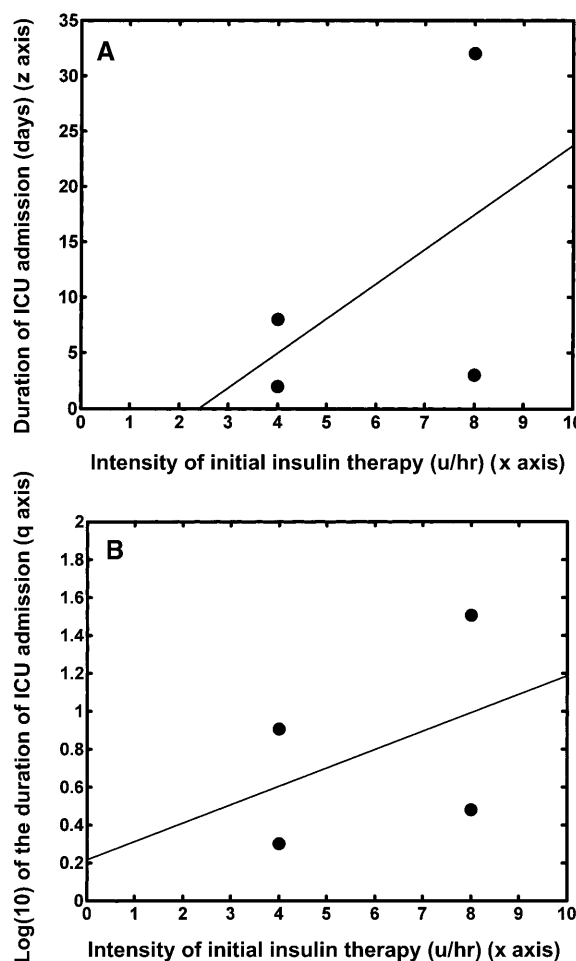 A
Duration of ICU admission (days) (z axis)
35
30
25
20
15
10
5
0
0 1 2 3 4 5 6 7 8 9 10
Intensity of initial insulin therapy (u/hr) (x axis)
B
Log(10) of the duration of ICU admission (q axis)
2
1.8
1.6
1.4
1.2
1
0.8
0.6
0.4
0.2
0
0 1 2 3 4 5 6 7 8 9 10
Intensity of initial insulin therapy (u/hr) (x axis)